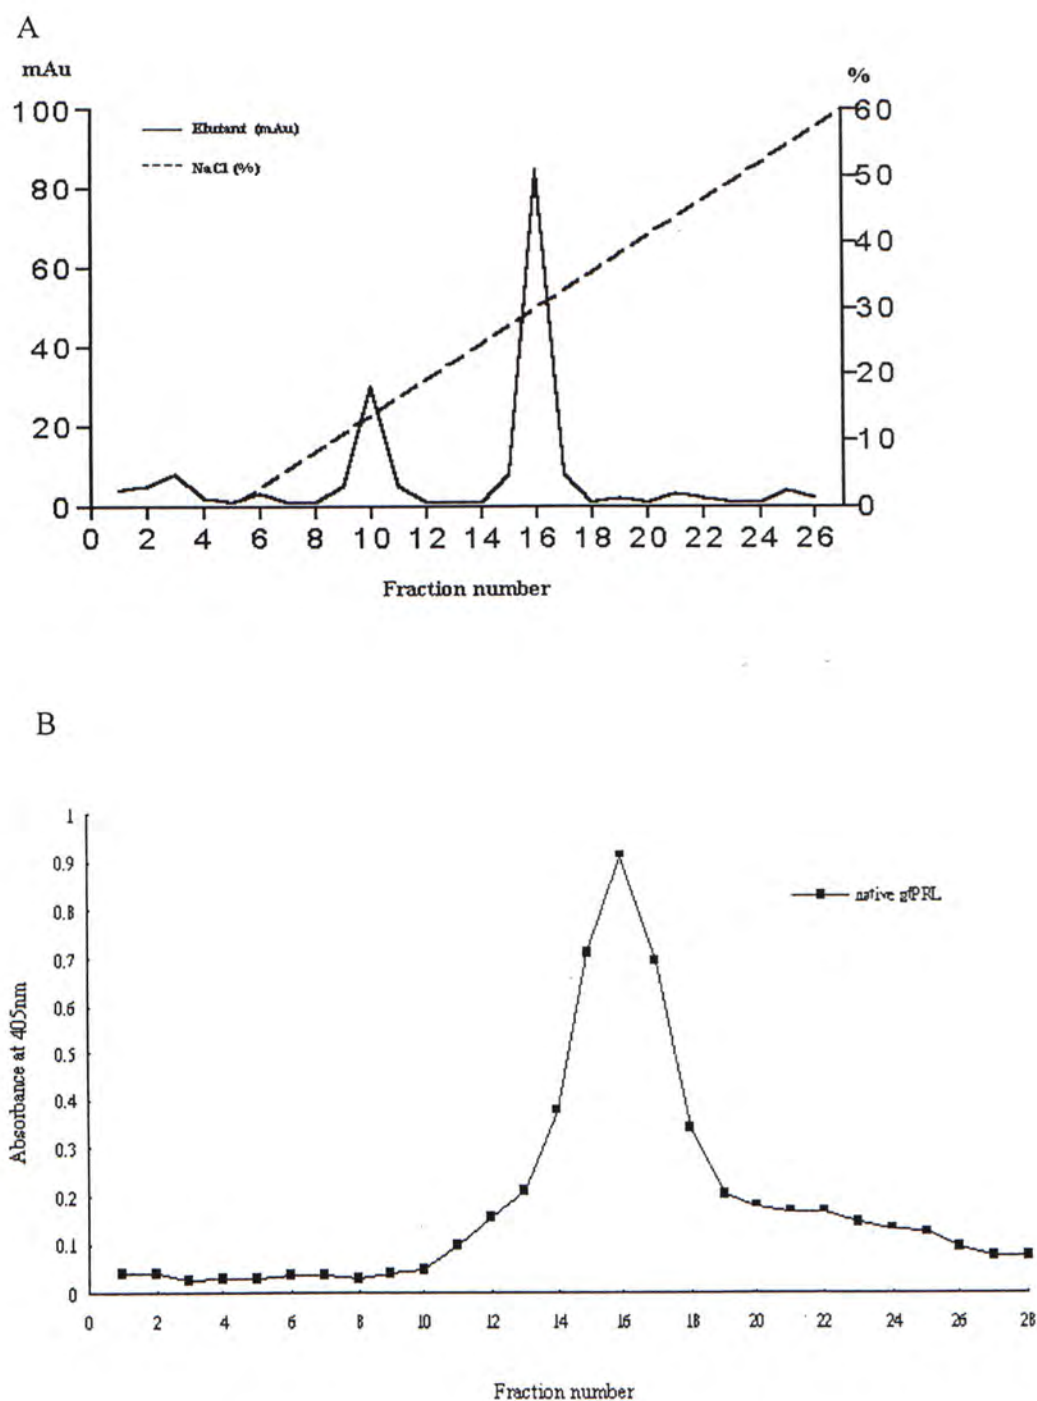 A
mAu
%
100
80
60
40
20
0
60
50
40
30
20
10
0
Elutant (mAu)
NaCl (%)
0 2 4 6 8 10 12 14 16 18 20 22 24 26
Fraction number
B
1
0.9
0.8
0.7
0.6
0.5
0.4
0.3
0.2
0.1
0
native gfPRL
Absorbance at 405nm
0 2 4 6 8 10 12 14 16 18 20 22 24 26 28
Fraction number